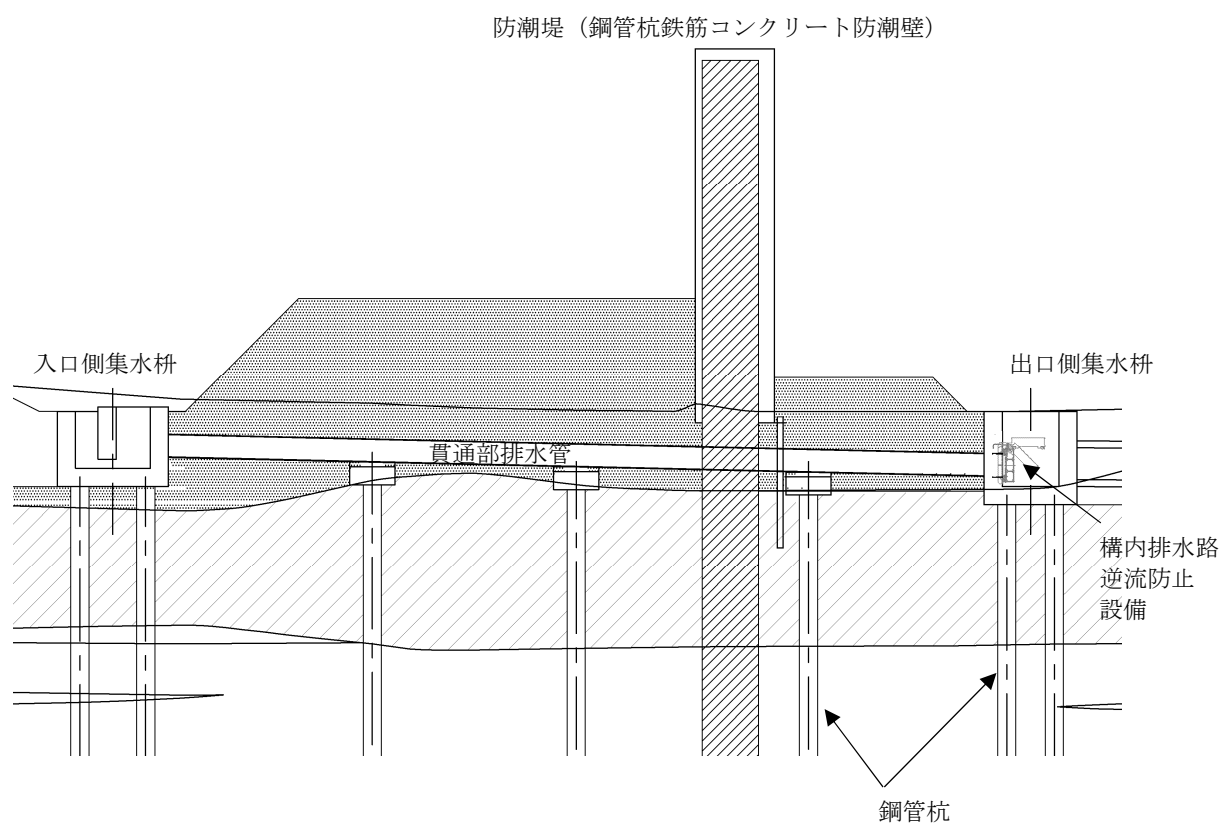 防潮堤（鋼管杭鉄筋コンクリート防潮壁）
入口側集水枡
出口側集水枡
貫通部排水管
構内排水路
逆流防止
設備
鋼管杭